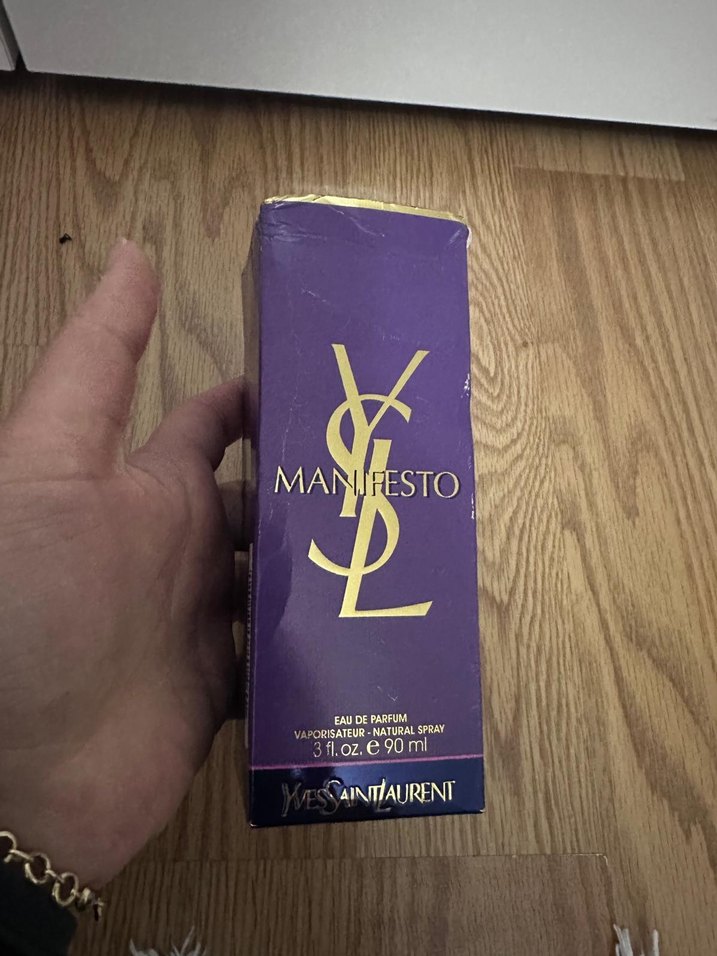 YSL
MANIFESTO
EAU DE PARFUM
VAPORISATEUR - NATURAL SPRAY
3 fl. oz. e 90 ml
YVESSAINTLAURENT